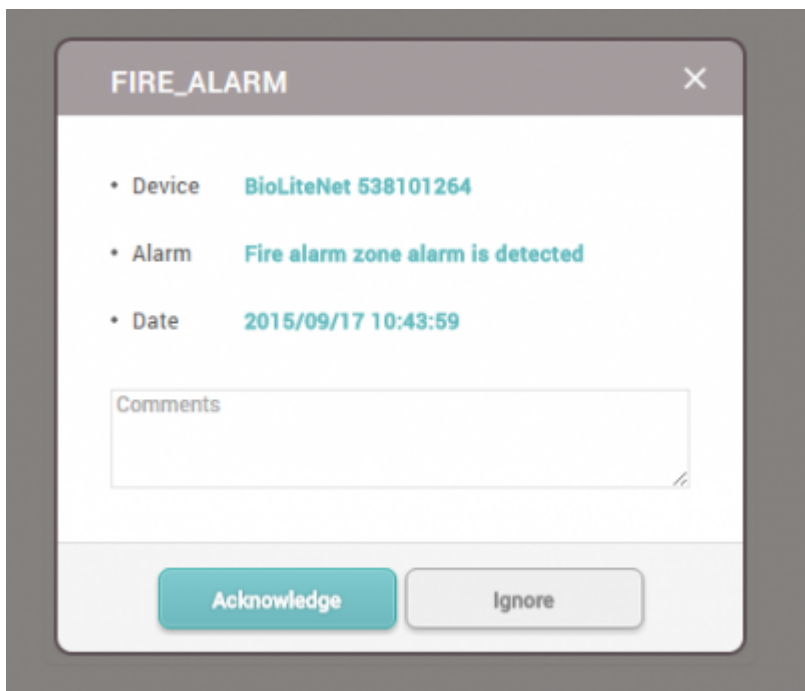 FIRE_ALARM
• Device BioLiteNet 538101264
• Alarm Fire alarm zone alarm is detected
• Date 2015/09/17 10:43:59
Comments
Acknowledge Ignore